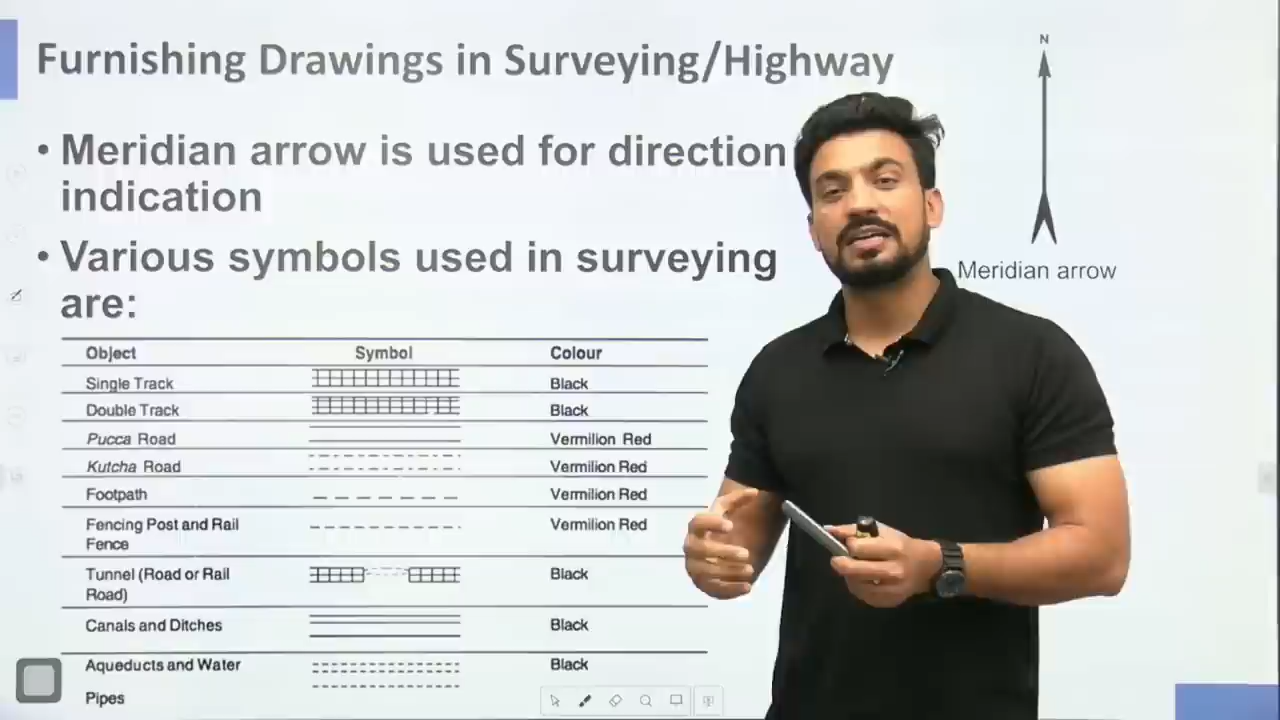 Furnishing Drawings in Surveying/Highway
N
• Meridian arrow is used for direction
indication
Meridian arrow
• Various symbols used in surveying
are:
Object Symbol Colour
Single Track Black
Double Track Black
Pucca Road Vermilion Red
Kutcha Road Vermilion Red
Footpath Vermilion Red
Fencing Post and Rail Vermilion Red
Fence
Tunnel (Road or Rail Black
Road)
Canals and Ditches Black
Aqueducts and Water Black
Pipes